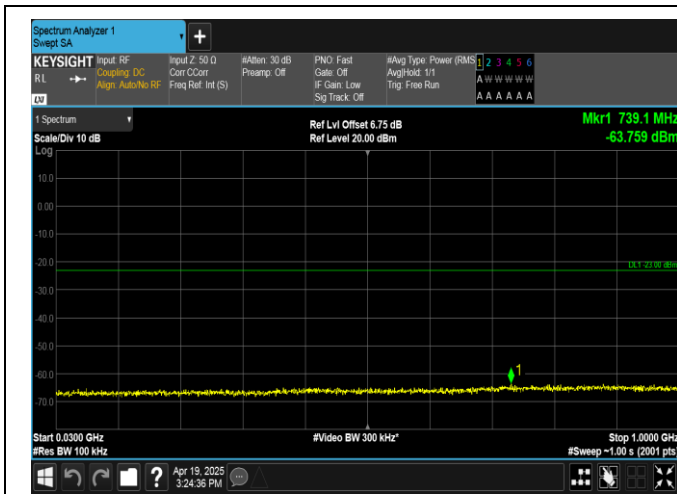 Spectrum Analyzer 1
Swept SA
+
KEYSIGHT
RL
LXI
Input: RF
Coupling: DC
Align: Auto/No RF
Input Z: 50 Ω
Corr CCorr
Freq Ref: Int (S)
#Atten: 30 dB
Preamp: Off
PNO: Fast
Gate: Off
IF Gain: Low
Sig Track: Off
#Avg Type: Power (RMS
Avg|Hold: 1/1
Trig: Free Run
1 2 3 4 5 6
A W W W W W
A A A A A A
1 Spectrum
Scale/Div 10 dB
Log
Ref Lvl Offset 6.75 dB
Ref Level 20.00 dBm
Mkr1 739.1 MHz
-63.759 dBm
10.0
0.00
-10.0
-20.0
DL1 -23.00 dBm
-30.0
-40.0
-50.0
-60.0
1
-70.0
Start 0.0300 GHz
#Res BW 100 kHz
#Video BW 300 kHz*
Stop 1.0000 GHz
#Sweep ~1.00 s (2001 pts)
?
Apr 19, 2025
3:24:36 PM